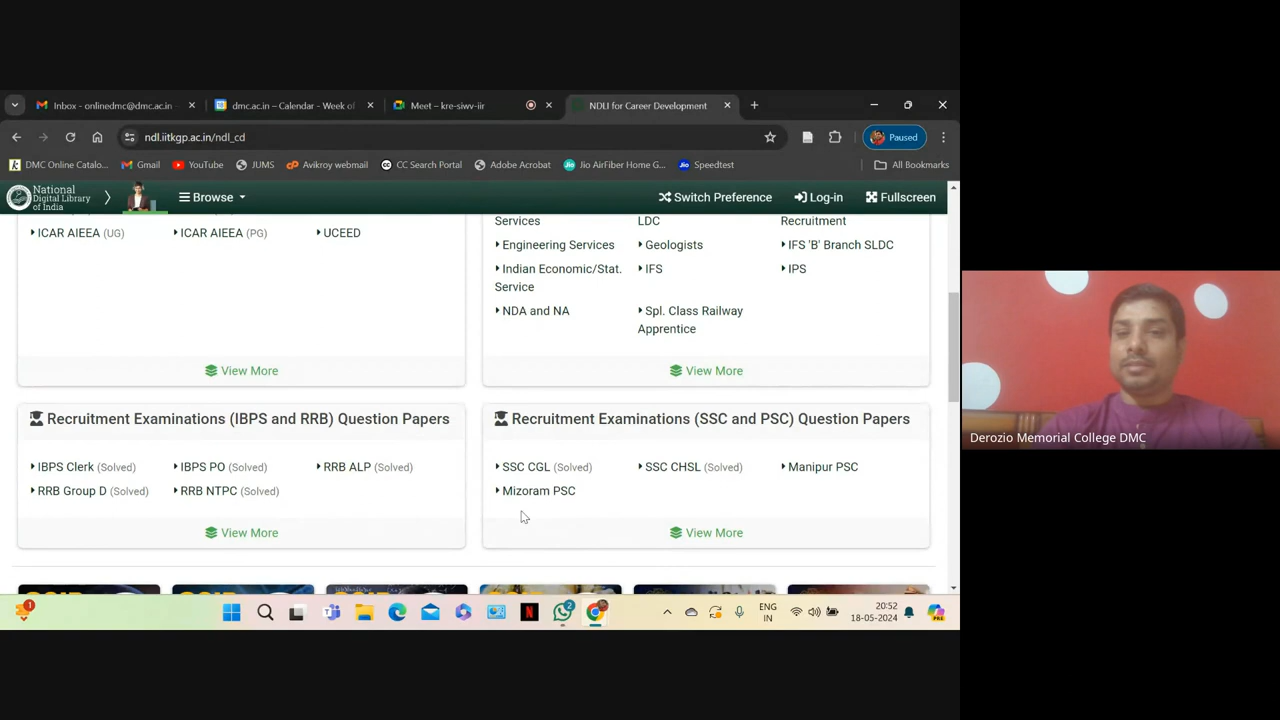 Inbox - onlinedmc@dmc.ac.in
dmc.ac.in – Calendar - Week of
Meet – kre-siwv-iir
NDLI for Career Development
ndl.iitkgp.ac.in/ndl_cd
Paused
DMC Online Catalo...
Gmail
YouTube
JUMS
Avikroy webmail
CC Search Portal
Adobe Acrobat
Jio AirFiber Home G...
Speedtest
All Bookmarks
National
Digital Library
of India
Browse
Switch Preference
Log-in
Fullscreen
ICAR AIEEA (UG)
ICAR AIEEA (PG)
UCEED
Services
LDC
Recruitment
Engineering Services
Geologists
IFS 'B' Branch SLDC
Indian Economic/Stat.
Service
IFS
IPS
NDA and NA
Spl. Class Railway
Apprentice
View More
View More
Recruitment Examinations (IBPS and RRB) Question Papers
IBPS Clerk (Solved)
IBPS PO (Solved)
RRB ALP (Solved)
RRB Group D (Solved)
RRB NTPC (Solved)
View More
Recruitment Examinations (SSC and PSC) Question Papers
SSC CGL (Solved)
SSC CHSL (Solved)
Manipur PSC
Mizoram PSC
View More
Derozio Memorial College DMC
1
2
ENG
IN
20:52
18-05-2024